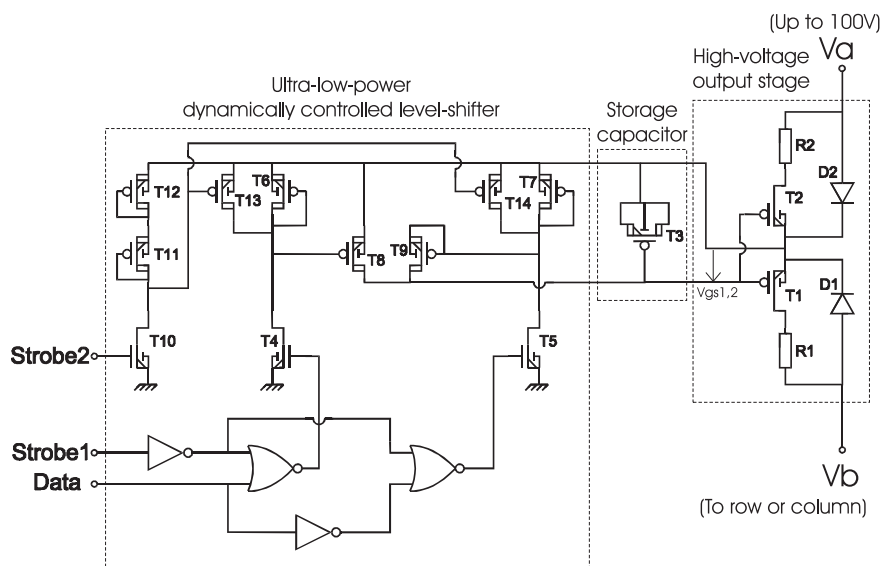 (Up to 100V)
Va
High-voltage
output stage
Ultra-low-power
dynamically controlled level-shifter
Storage
capacitor
R2
D2
T12
T6
T13
T7
T14
T2
T11
T8
T9
T3
Vgs1,2
T1
D1
Strobe2
T10
T4
T5
R1
Strobe1
Data
Vb
(To row or column)